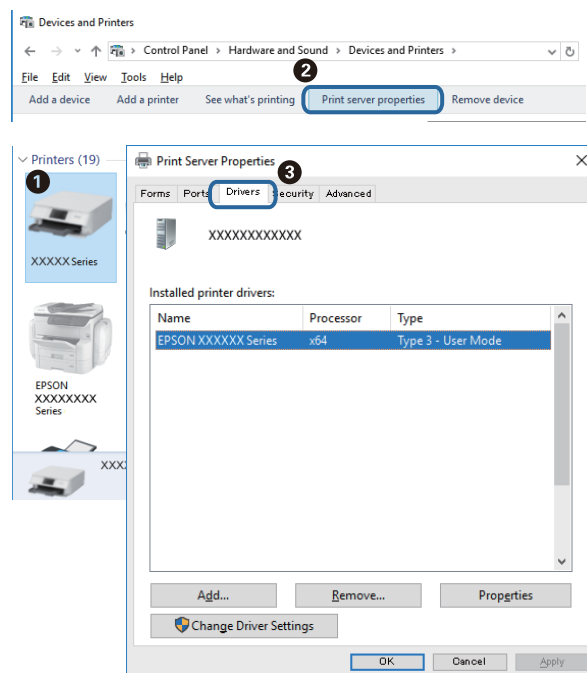 Devices and Printers
Control Panel > Hardware and Sound > Devices and Printers >
2
File Edit View Tools Help
Add a device Add a printer See what's printing Print server properties Remove device
Printers (19)
1
XXXXX Series
EPSON
XXXXXXXX
Series
XXX
Print Server Properties
3
Forms Ports Drivers Security Advanced
XXXXXXXXXXXX
Installed printer drivers:
Name Processor Type
EPSON XXXXXX Series x64 Type 3 - User Mode
Add... Remove... Properties
Change Driver Settings
OK Cancel Apply